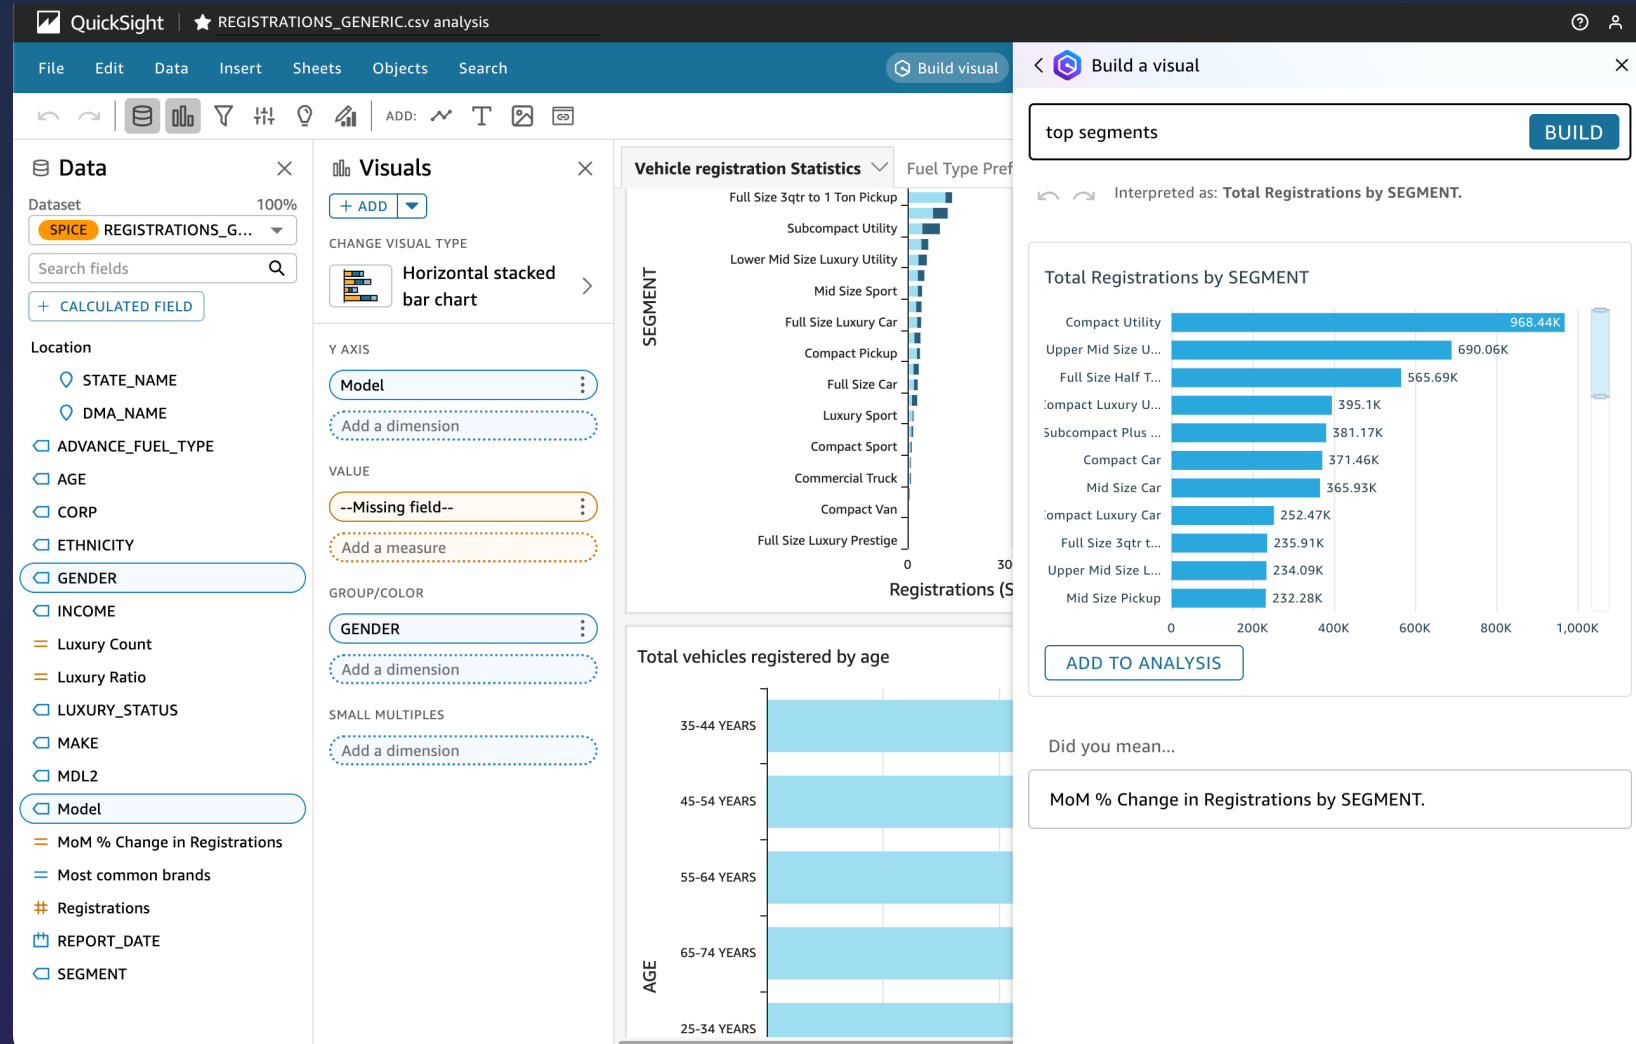 QuickSight
REGISTRATIONS_GENERIC.csv analysis
File Edit Data Insert Sheets Objects Search
Build visual
ADD:
Data
Dataset 100%
SPICE REGISTRATIONS_G...
Search fields
+ CALCULATED FIELD
Location
STATE_NAME
DMA_NAME
ADVANCE_FUEL_TYPE
AGE
CORP
ETHNICITY
GENDER
INCOME
Luxury Count
Luxury Ratio
LUXURY_STATUS
MAKE
MDL2
Model
MoM % Change in Registrations
Most common brands
Registrations
REPORT_DATE
SEGMENT
Visuals
+ ADD
CHANGE VISUAL TYPE
Horizontal stacked
bar chart
Y AXIS
Model
Add a dimension
VALUE
--Missing field--
Add a measure
GROUP/COLOR
GENDER
Add a dimension
SMALL MULTIPLES
Add a dimension
Vehicle registration Statistics
Fuel Type Pref
SEGMENT
Full Size 3qtr to 1 Ton Pickup
Subcompact Utility
Lower Mid Size Luxury Utility
Mid Size Sport
Full Size Luxury Car
Compact Pickup
Full Size Car
Luxury Sport
Compact Sport
Commercial Truck
Compact Van
Full Size Luxury Prestige
0 30
Registrations (S
Total vehicles registered by age
AGE
35-44 YEARS
45-54 YEARS
55-64 YEARS
65-74 YEARS
25-34 YEARS
Build a visual
top segments
BUILD
Interpreted as: Total Registrations by SEGMENT.
Total Registrations by SEGMENT
Compact Utility 968.44K
Upper Mid Size U... 690.06K
Full Size Half T... 565.69K
Compact Luxury U... 395.1K
Subcompact Plus ... 381.17K
Compact Car 371.46K
Mid Size Car 365.93K
Compact Luxury Car 252.47K
Full Size 3qtr t... 235.91K
Upper Mid Size L... 234.09K
Mid Size Pickup 232.28K
0 200K 400K 600K 800K 1,000K
ADD TO ANALYSIS
Did you mean...
MoM % Change in Registrations by SEGMENT.